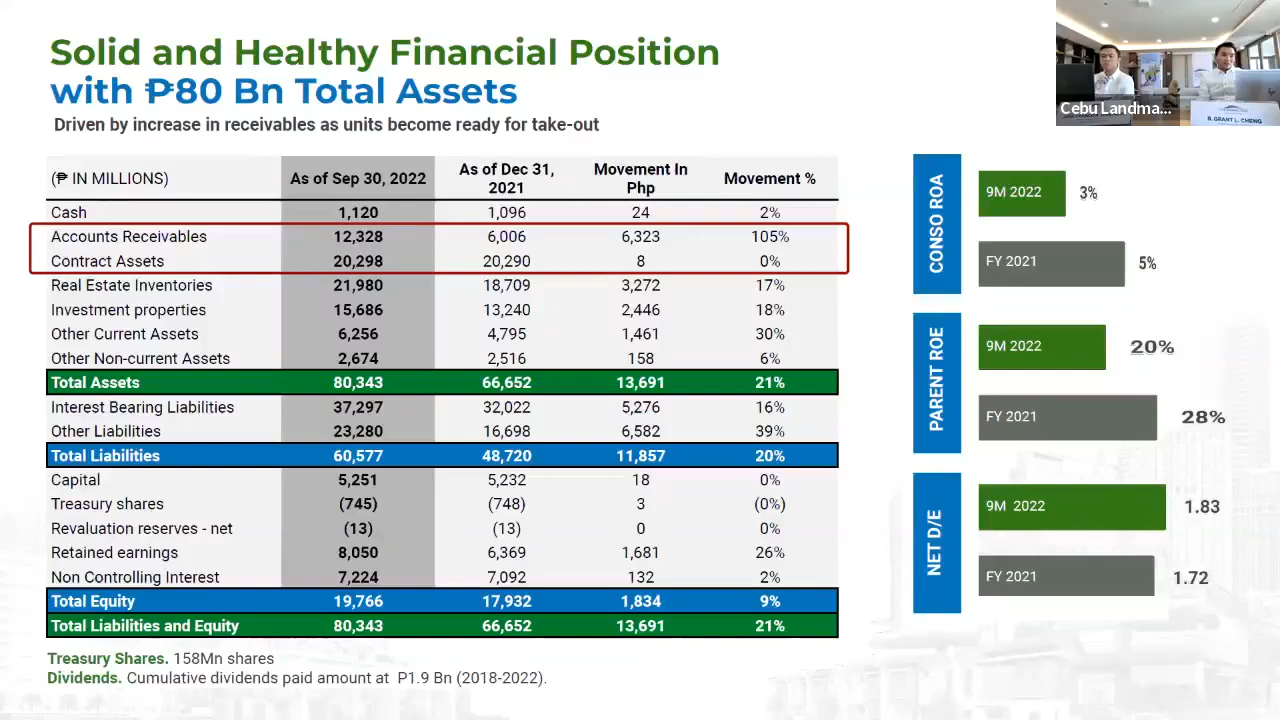 Solid and Healthy Financial Position
with ₱80 Bn Total Assets
Driven by increase in receivables as units become ready for take-out
Cebu Landma...
B. GRANT L. CHENG
(₱ IN MILLIONS) As of Sep 30, 2022 As of Dec 31, 2021 Movement In Php Movement %
Cash 1,120 1,096 24 2%
Accounts Receivables 12,328 6,006 6,323 105%
Contract Assets 20,298 20,290 8 0%
Real Estate Inventories 21,980 18,709 3,272 17%
Investment properties 15,686 13,240 2,446 18%
Other Current Assets 6,256 4,795 1,461 30%
Other Non-current Assets 2,674 2,516 158 6%
Total Assets 80,343 66,652 13,691 21%
Interest Bearing Liabilities 37,297 32,022 5,276 16%
Other Liabilities 23,280 16,698 6,582 39%
Total Liabilities 60,577 48,720 11,857 20%
Capital 5,251 5,232 18 0%
Treasury shares (745) (748) 3 (0%)
Revaluation reserves - net (13) (13) 0 0%
Retained earnings 8,050 6,369 1,681 26%
Non Controlling Interest 7,224 7,092 132 2%
Total Equity 19,766 17,932 1,834 9%
Total Liabilities and Equity 80,343 66,652 13,691 21%
Treasury Shares. 158Mn shares
Dividends. Cumulative dividends paid amount at P1.9 Bn (2018-2022).
CONSO ROA
9M 2022 3%
FY 2021 5%
PARENT ROE
9M 2022 20%
FY 2021 28%
NET D/E
9M 2022 1.83
FY 2021 1.72